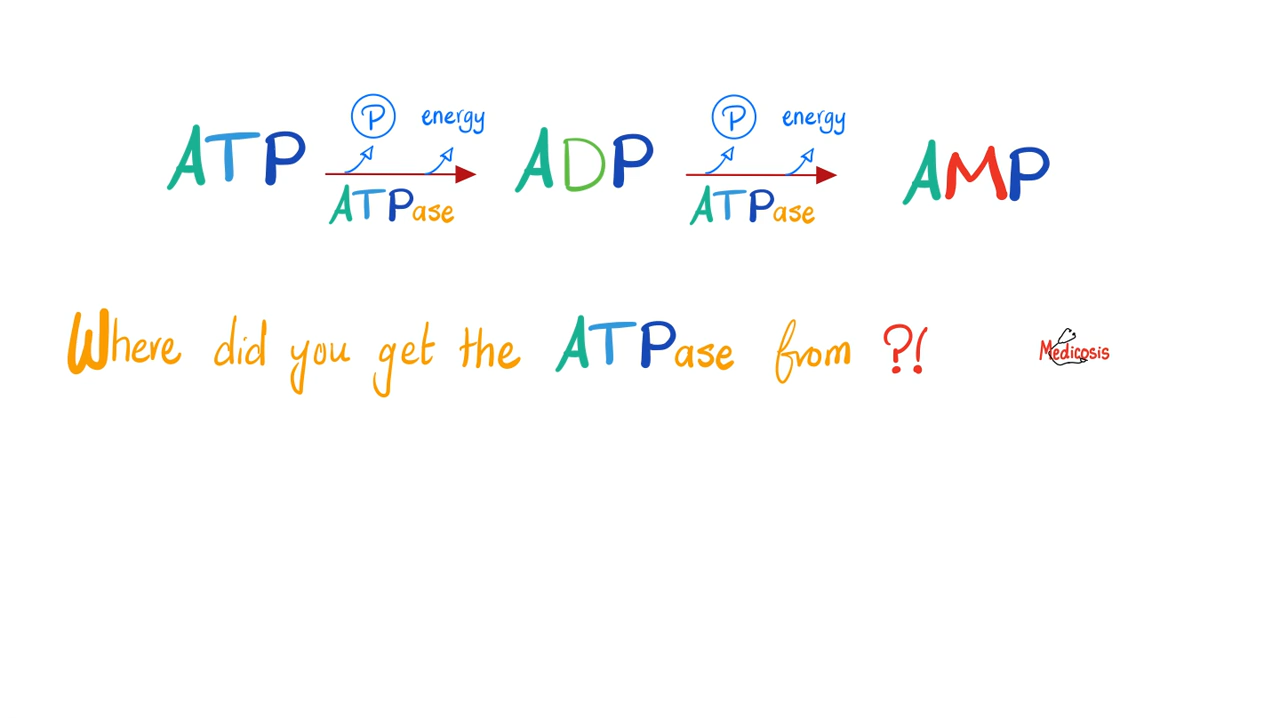 P energy P energy
ATP ADP AMP
ATPase ATPase
Where did you get the ATPase from ?!
Medicosis